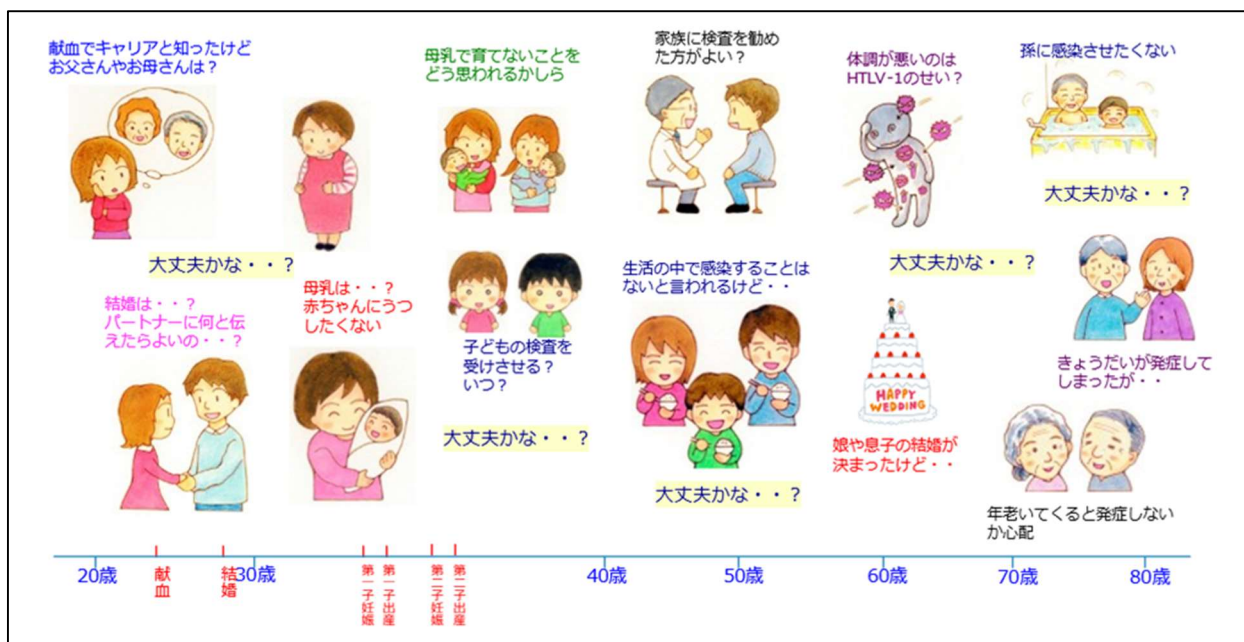 献血でキャリアと知ったけど
お父さんやお母さんは？
大丈夫かな・・？
結婚は・・？
パートナーに何と伝
えたらよいの・・？
母乳は・・？
赤ちゃんにうつ
したくない
母乳で育てないことを
どう思われるかしら
子どもの検査を
受けさせる？
いつ？
大丈夫かな・・？
家族に検査を勧め
た方がよい？
生活の中で感染することは
ないと言われるけど・・
大丈夫かな・・？
体調が悪いのは
HTLV-1のせい？
大丈夫かな・・？
HAPPY
WEDDING
娘や息子の結婚が
決まったけど・・
孫に感染させたくない
大丈夫かな・・？
きょうだいが発症して
しまったが・・
年老いてくると発症しない
か心配
20歳
献血
結婚
30歳
第一子妊娠
第一子出産
第二子妊娠
第二子出産
40歳
50歳
60歳
70歳
80歳